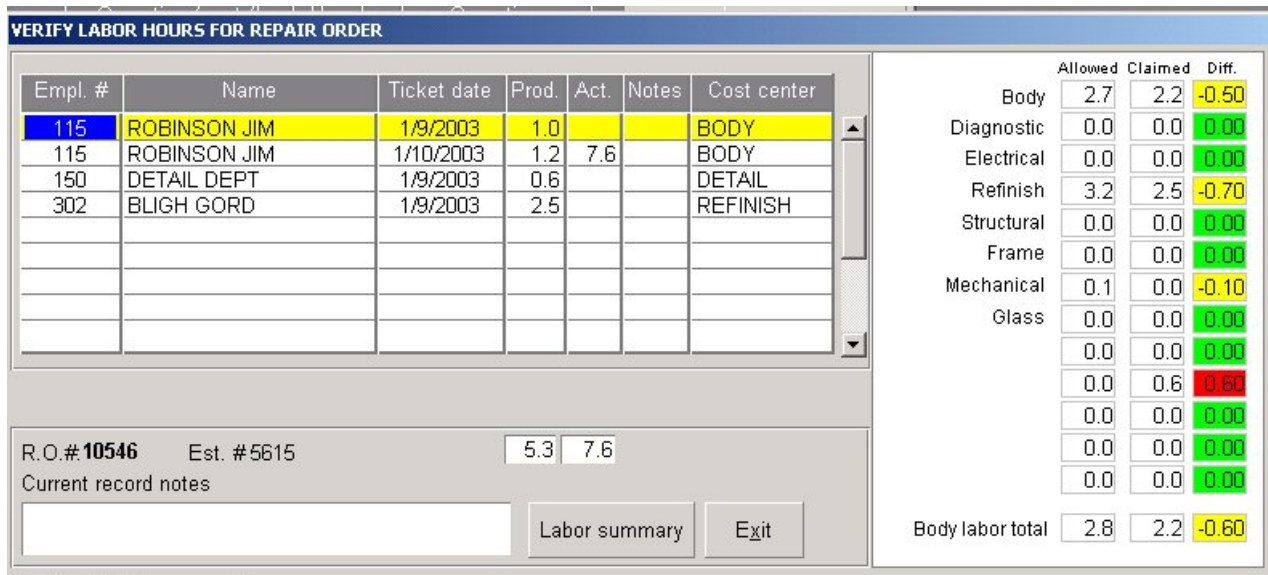 VERIFY LABOR HOURS FOR REPAIR ORDER
Empl. # Name Ticket date Prod. Act. Notes Cost center
115 ROBINSON JIM 1/9/2003 1.0 BODY
115 ROBINSON JIM 1/10/2003 1.2 7.6 BODY
150 DETAIL DEPT 1/9/2003 0.6 DETAIL
302 BLIGH GORD 1/9/2003 2.5 REFINISH
R.O.#.10546 Est. #5615 5.3 7.6
Current record notes
Labor summary Exit
Allowed Claimed Diff.
Body 2.7 2.2 -0.50
Diagnostic 0.0 0.0 0.00
Electrical 0.0 0.0 0.00
Refinish 3.2 2.5 -0.70
Structural 0.0 0.0 0.00
Frame 0.0 0.0 0.00
Mechanical 0.1 0.0 -0.10
Glass 0.0 0.0 0.00
0.0 0.0 0.00
0.0 0.6 0.60
0.0 0.0 0.00
0.0 0.0 0.00
0.0 0.0 0.00
Body labor total 2.8 2.2 -0.60